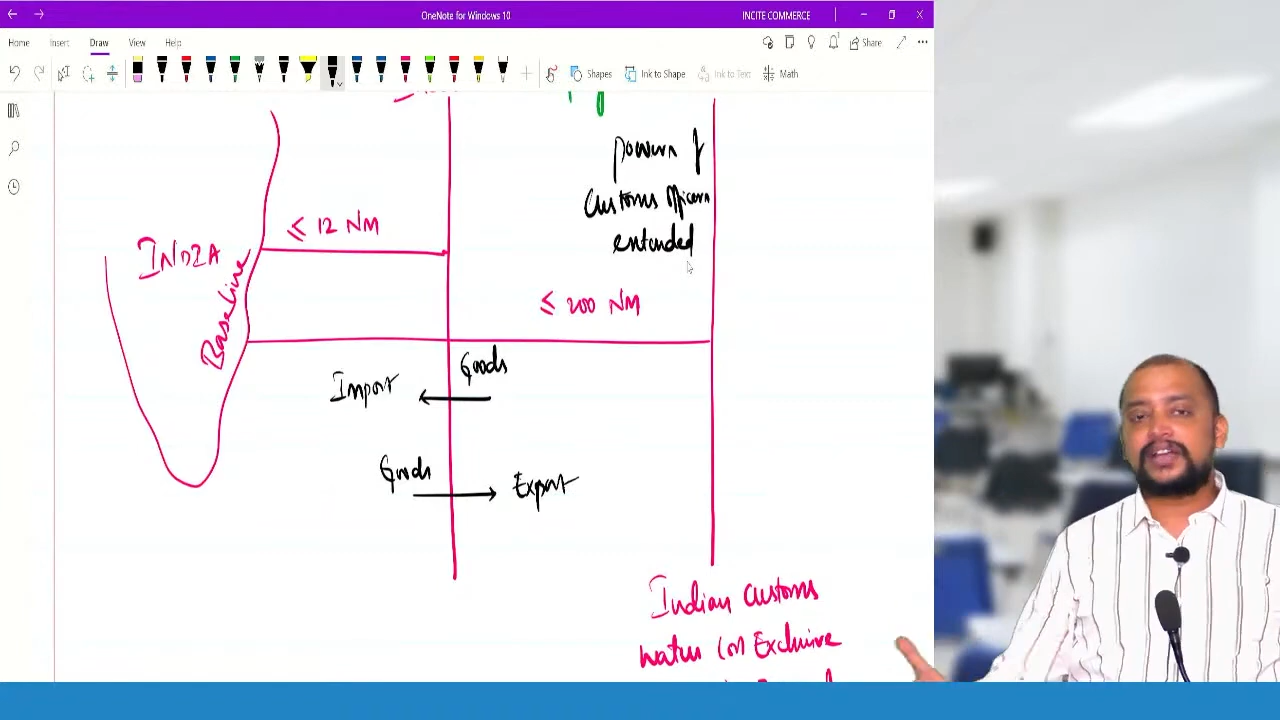 OneNote for Windows 10
INCITE COMMERCE
Home Insert Draw View Help
Share
Shapes
Ink to Shape
Ink to Text
Math
powers of
Customs officers
extended
≤ 12 NM
INDIA
Baseline
≤ 200 NM
Goods
Import
Goods
Export
Indian Customs
waters (or Exclusive